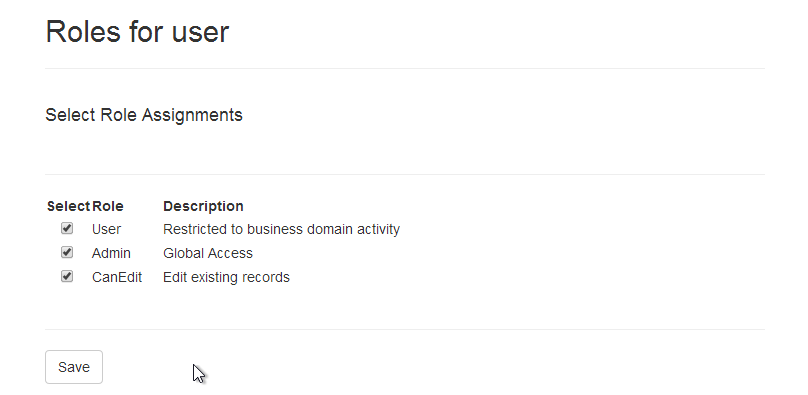 Roles for user
Select Role Assignments
Select Role Description
User Restricted to business domain activity
Admin Global Access
CanEdit Edit existing records
Save